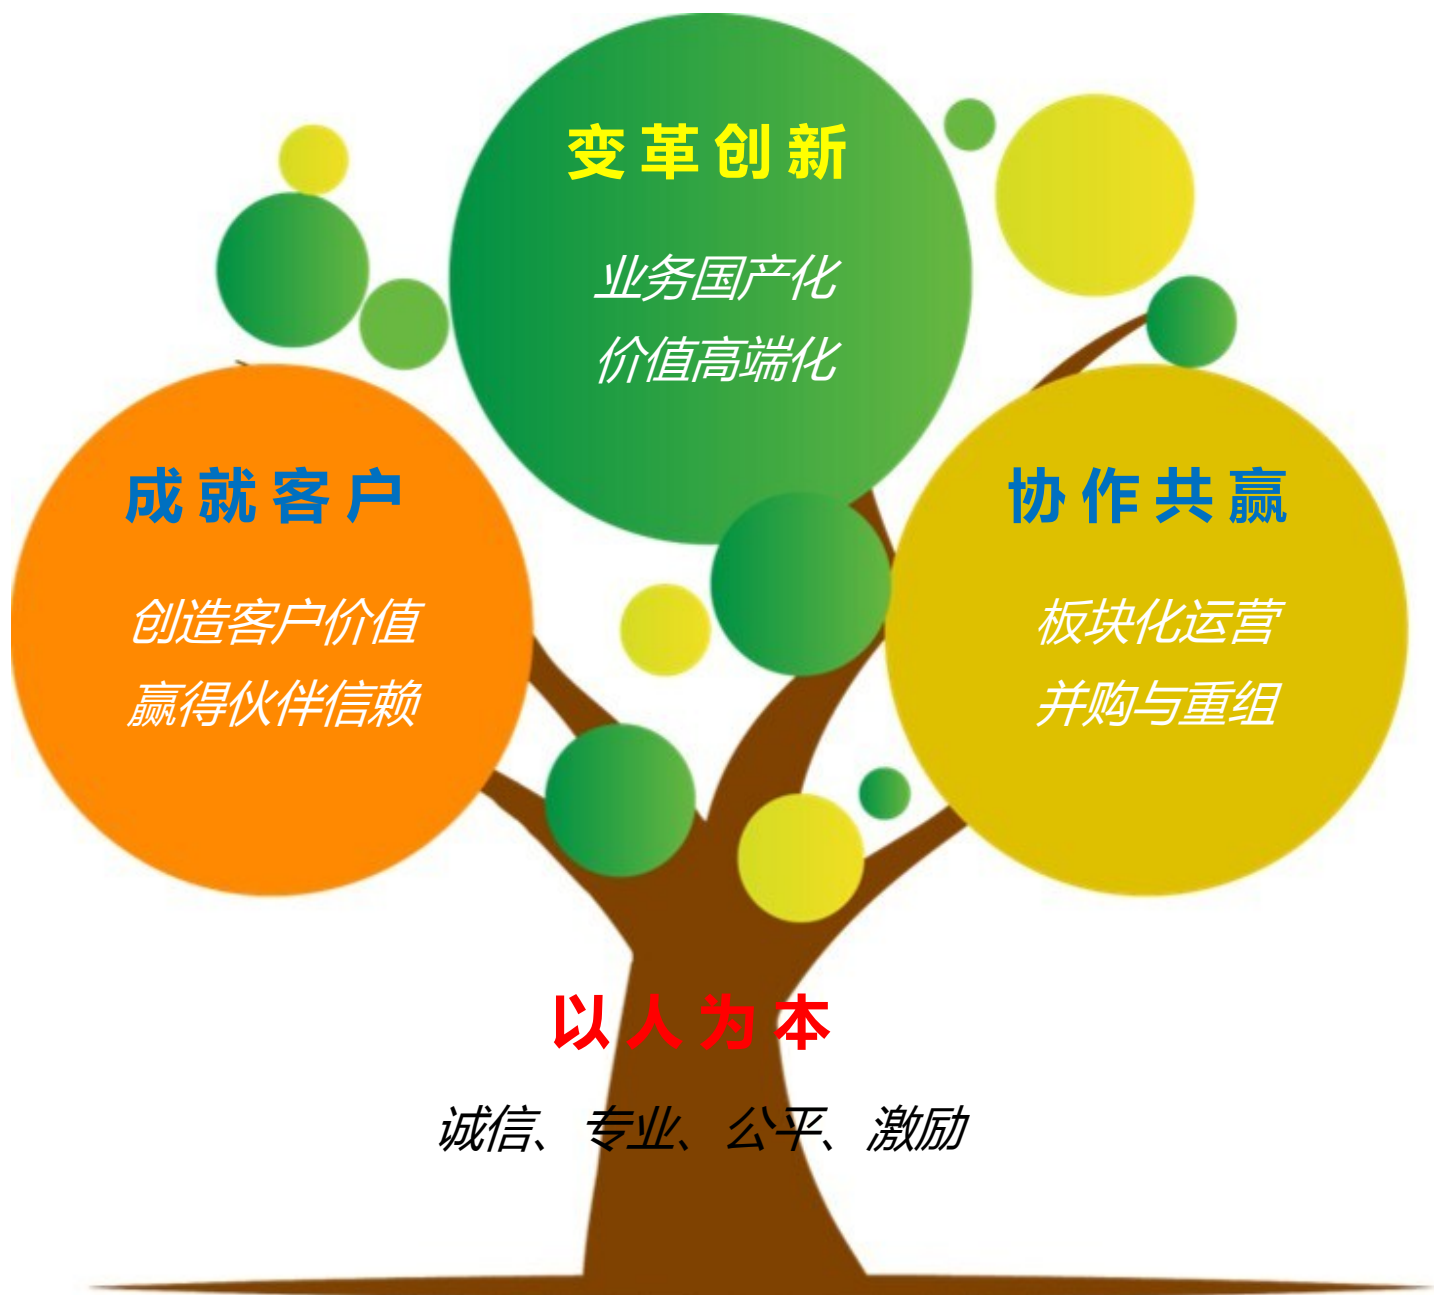 变革创新
业务国产化
价值高端化
成就客户
创造客户价值
赢得伙伴信赖
协作共赢
板块化运营
并购与重组
以人为本
诚信、专业、公平、激励